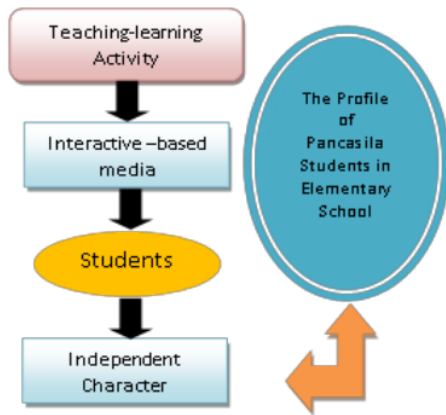 Teaching-learning
Activity
Interactive –based
media
Students
Independent
Character
The Profile
of
Pancasila
Students in
Elementary
School